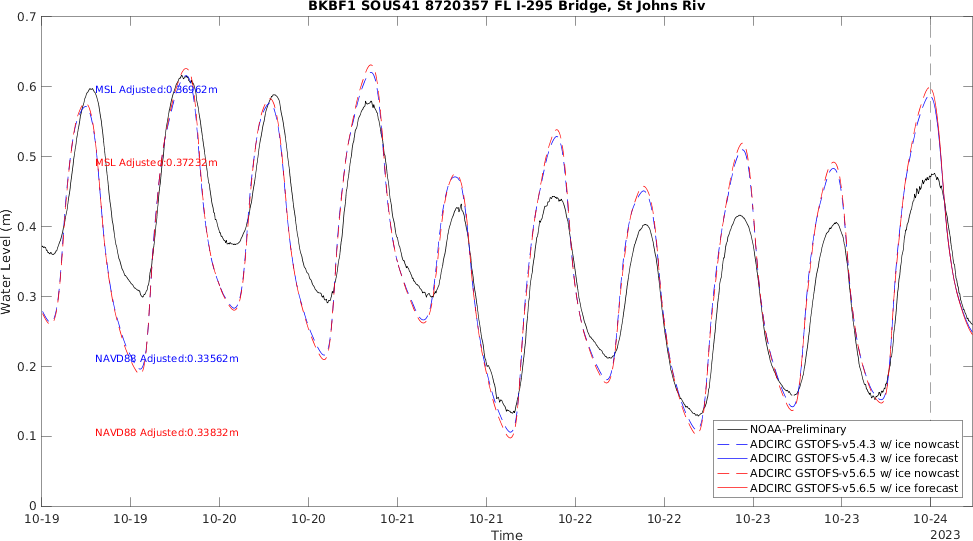 BKBF1 SOUS41 8720357 FL I-295 Bridge, St Johns Riv
0.7
0.6
0.5
0.4
0.3
0.2
0.1
0
Water Level (m)
MSL Adjusted:0.36962m
MSL Adjusted:0.37232m
NAVD88 Adjusted:0.33562m
NAVD88 Adjusted:0.33832m
NOAA-Preliminary
ADCIRC GSTOFS-v5.4.3 w/ ice nowcast
ADCIRC GSTOFS-v5.4.3 w/ ice forecast
ADCIRC GSTOFS-v5.6.5 w/ ice nowcast
ADCIRC GSTOFS-v5.6.5 w/ ice forecast
10-19 10-19 10-20 10-20 10-21 10-21 10-22 10-22 10-23 10-23 10-24
Time
2023